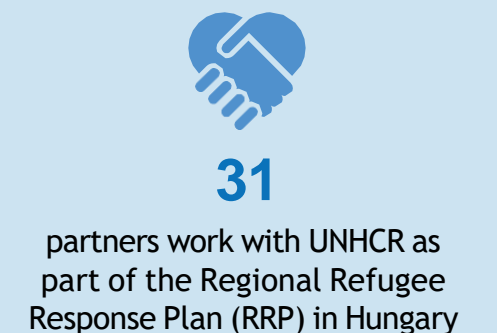 31
partners work with UNHCR as
part of the Regional Refugee
Response Plan (RRP) in Hungary